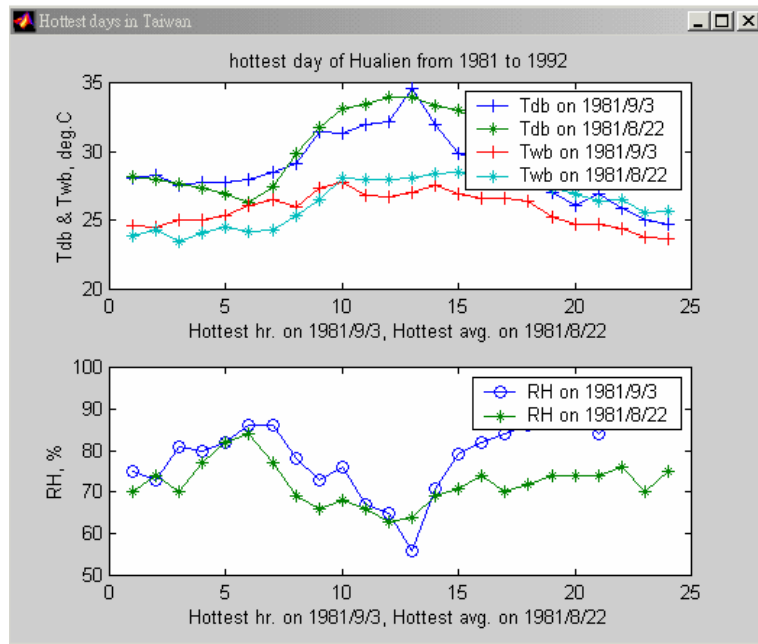 Hottest days in Taiwan
hottest day of Hualien from 1981 to 1992
Tdb & Twb, deg.C
35
30
25
20
Tdb on 1981/9/3
Tdb on 1981/8/22
Twb on 1981/9/3
Twb on 1981/8/22
0
5
10
15
20
25
Hottest hr. on 1981/9/3, Hottest avg. on 1981/8/22
RH, %
100
90
80
70
60
50
RH on 1981/9/3
RH on 1981/8/22
0
5
10
15
20
25
Hottest hr. on 1981/9/3, Hottest avg. on 1981/8/22